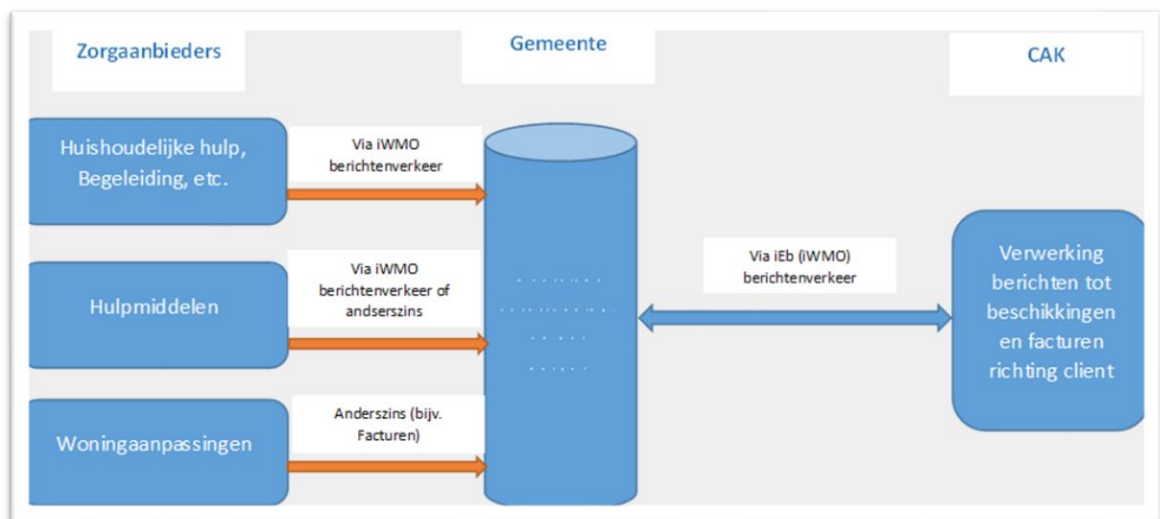 Zorgaanbieders
Gemeente
CAK
Huishoudelijke hulp,
Begeleiding, etc.
Via iWMO
berichtenverkeer
Hulpmiddelen
Via iWMO
berichtenverkeer of
andserszins
Woningaanpassingen
Anderszins (bijv.
Facturen)
Via iEb (iWMO)
berichtenverkeer
Verwerking
berichten tot
beschikkingen
en facturen
richting client